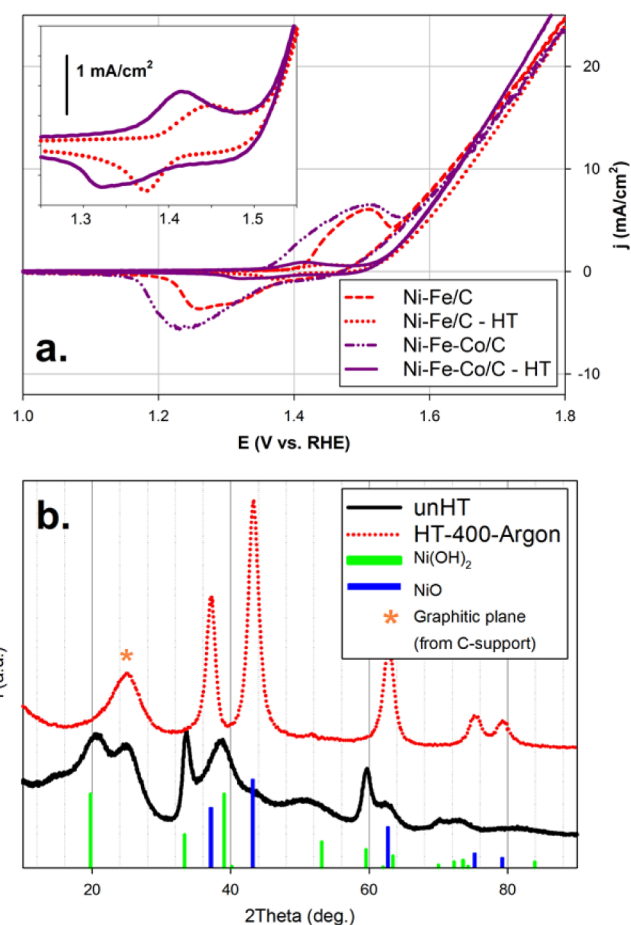 1 mA/cm²
1.3 1.4 1.5
20
10
0
-10
j (mA/cm²)
Ni-Fe/C
Ni-Fe/C - HT
Ni-Fe-Co/C
Ni-Fe-Co/C - HT
a.
1.0 1.2 1.4 1.6 1.8
E (V vs. RHE)
b.
unHT
HT-400-Argon
Ni(OH)₂
NiO
* Graphitic plane
(from C-support)
*
20 40 60 80
2Theta (deg.)